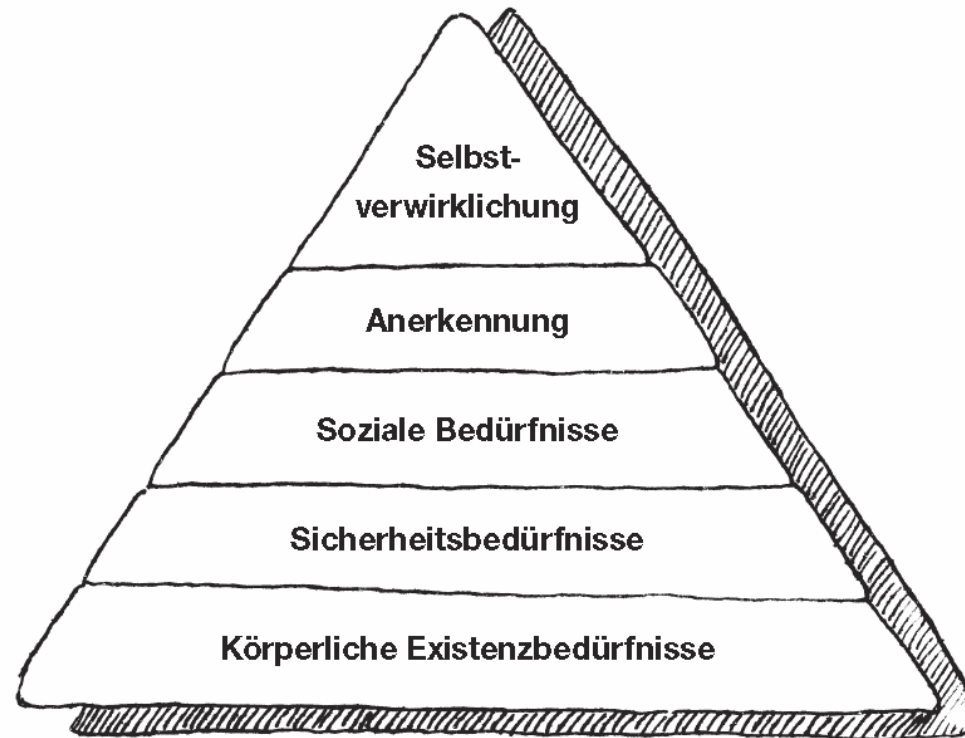 Selbst-
verwirklichung
Anerkennung
Soziale Bedürfnisse
Sicherheitsbedürfnisse
Körperliche Existenzbedürfnisse